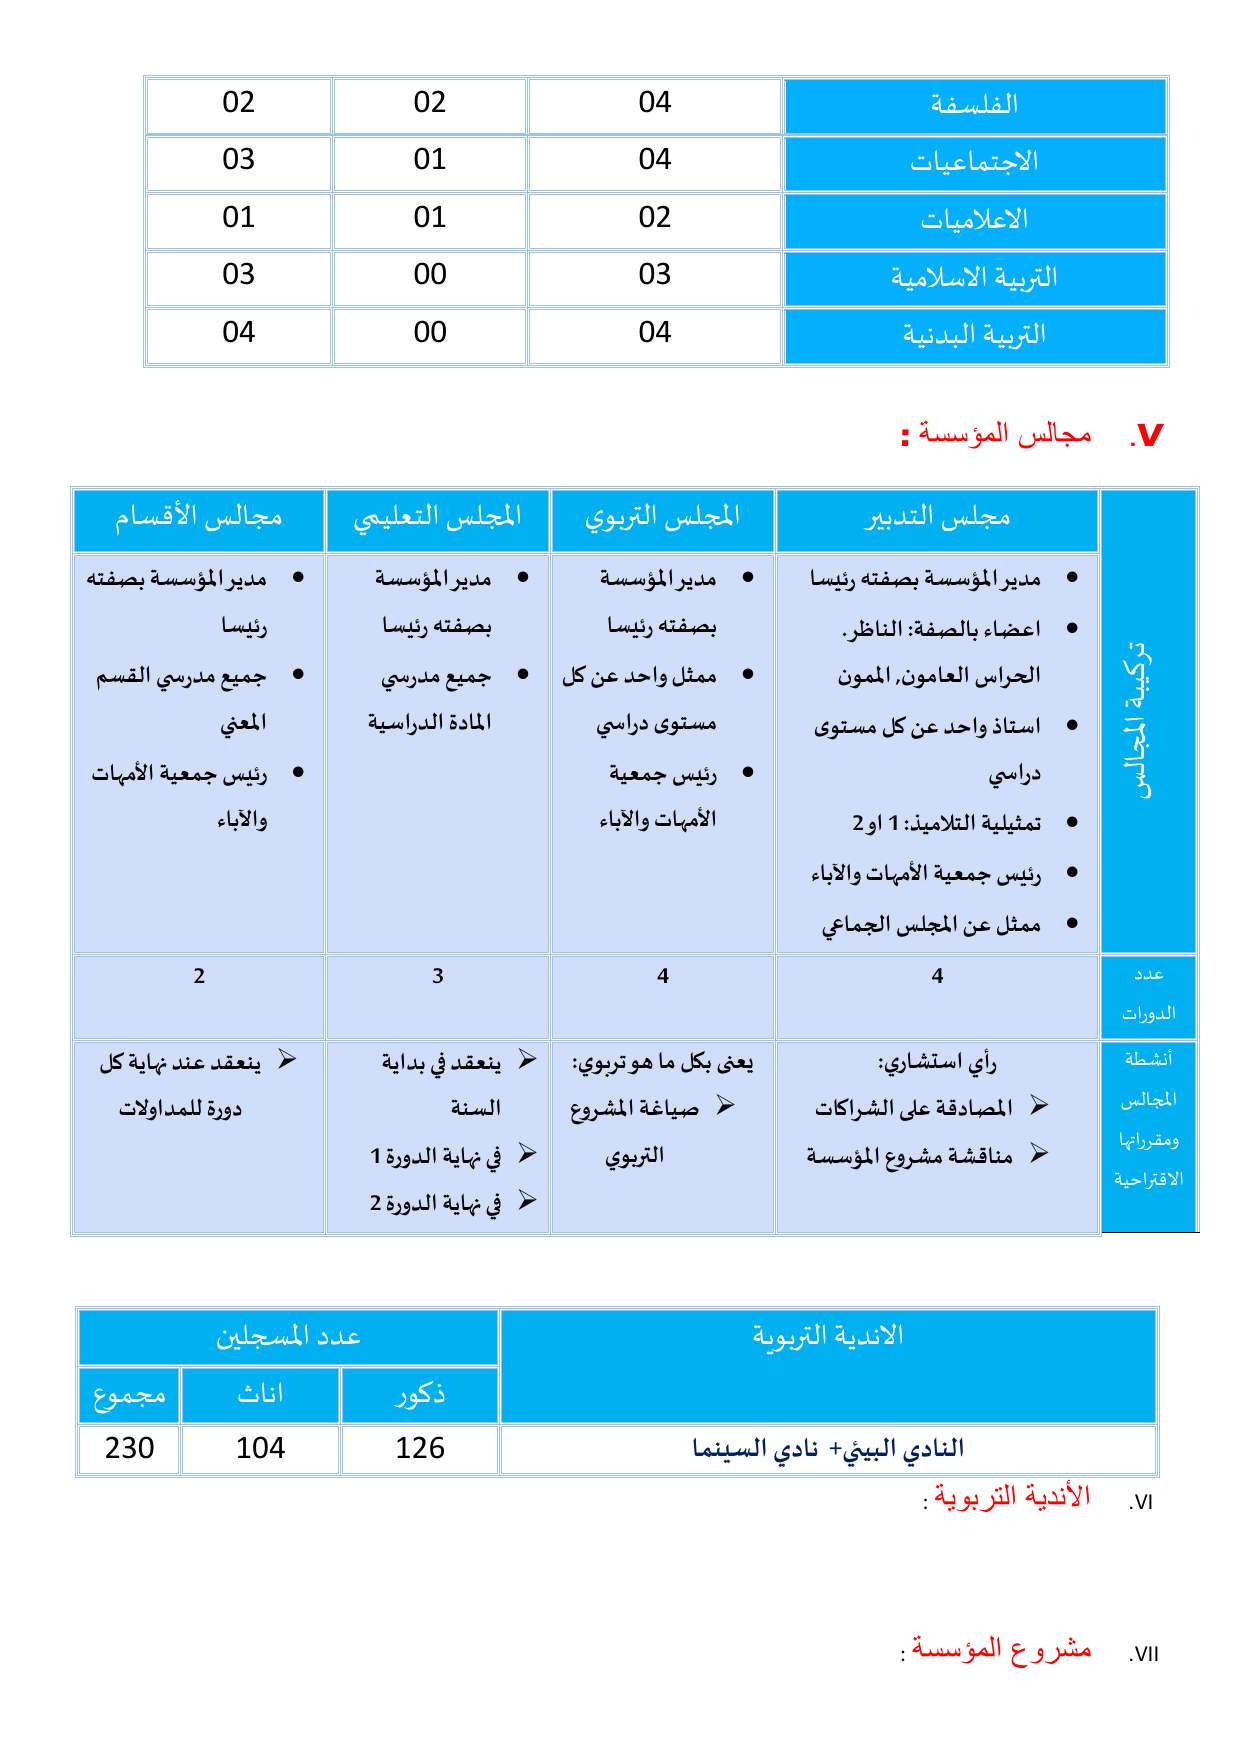 الفلسفة 04 02 02
الاجتماعيات 04 01 03
الاعلاميات 02 01 01
التربية الاسلامية 03 00 03
التربية البدنية 04 00 04
V. مجالس المؤسسة :
تركيبة المجالس
مجلس التدبير
مدير المؤسسة بصفته رئيسا
اعضاء بالصفة: الناظر.
الحراس العامون, الممون
استاذ واحد عن كل مستوى
دراسي
تمثيلية التلاميذ: 1 او 2
رئيس جمعية الأمهات والآباء
ممثل عن المجلس الجماعي
المجلس التربوي
مدير المؤسسة
بصفته رئيسا
ممثل واحد عن كل
مستوى دراسي
رئيس جمعية
الأمهات والآباء
المجلس التعليمي
مدير المؤسسة
بصفته رئيسا
جميع مدرسي
المادة الدراسية
مجالس الأقسام
مدير المؤسسة بصفته
رئيسا
جميع مدرسي القسم
المعني
رئيس جمعية الأمهات
والآباء
عدد
الدورات
4 4 3 2
أنشطة
المجالس
ومقرراتها
الاقتراحية
رأي استشاري:
المصادقة على الشراكات
مناقشة مشروع المؤسسة
يعنى بكل ما هو تربوي:
صياغة المشروع
التربوي
ينعقد في بداية
السنة
في نهاية الدورة 1
في نهاية الدورة 2
ينعقد عند نهاية كل
دورة للمداولات
الاندية التربوية عدد المسجلين
ذكور اناث مجموع
النادي البيئي+ نادي السينما 126 104 230
VI. الأندية التربوية :
VII. مشروع المؤسسة :